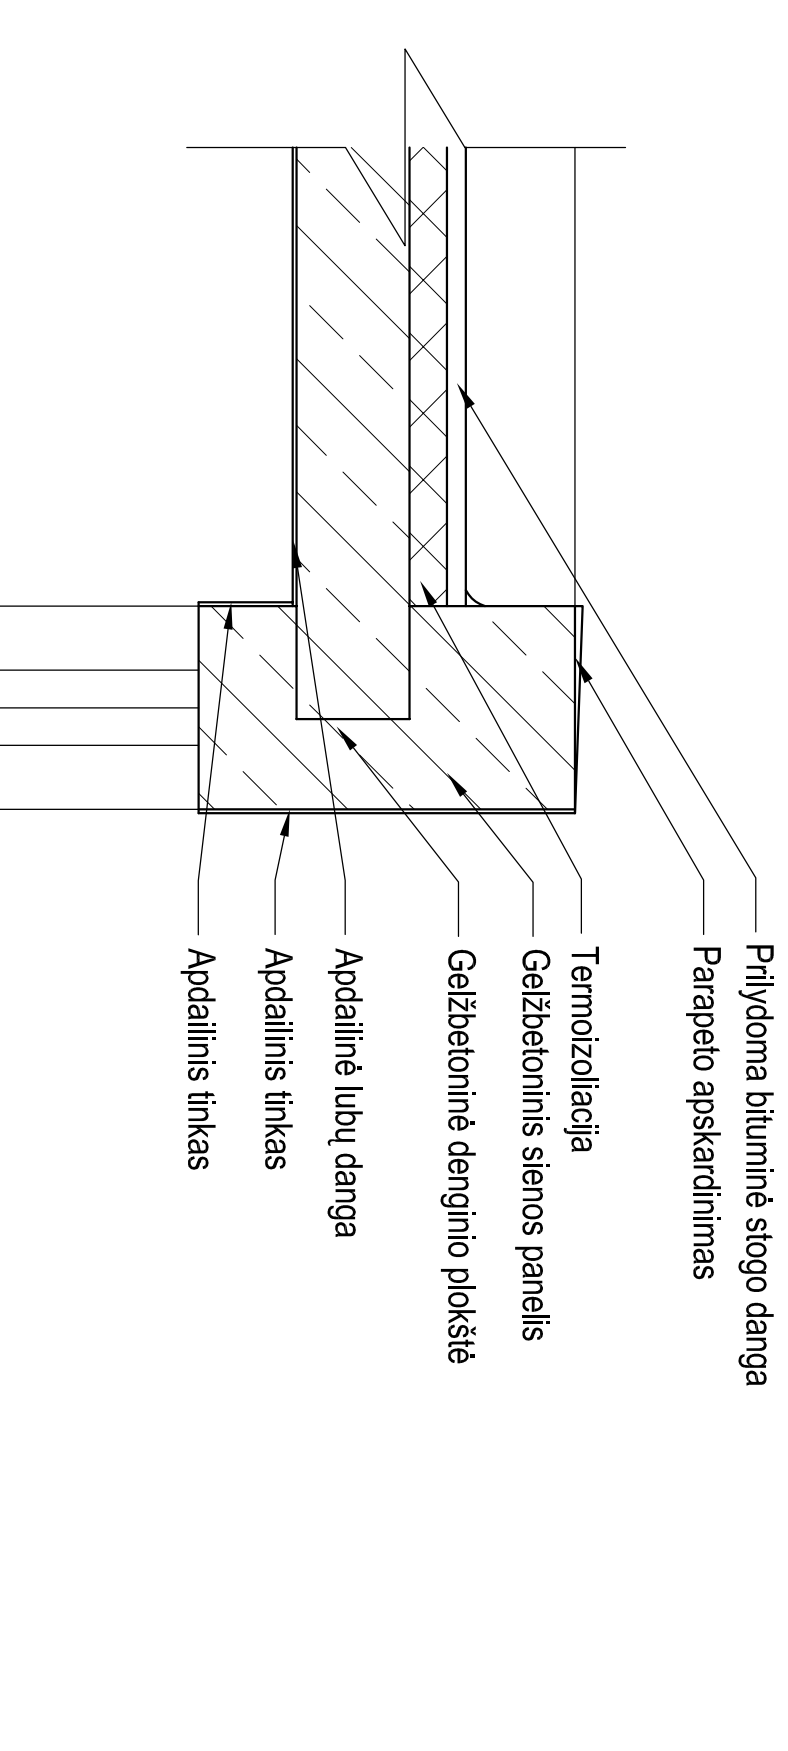 Prilydoma bituminė stogo danga
Parapeto apskardinimas
Termoizoliacija
Gelžbetoninis sienos panelis
Gelžbetoninė denginio plokštė
Apdailinė lubų danga
Apdailinis tinkas
Apdailinis tinkas